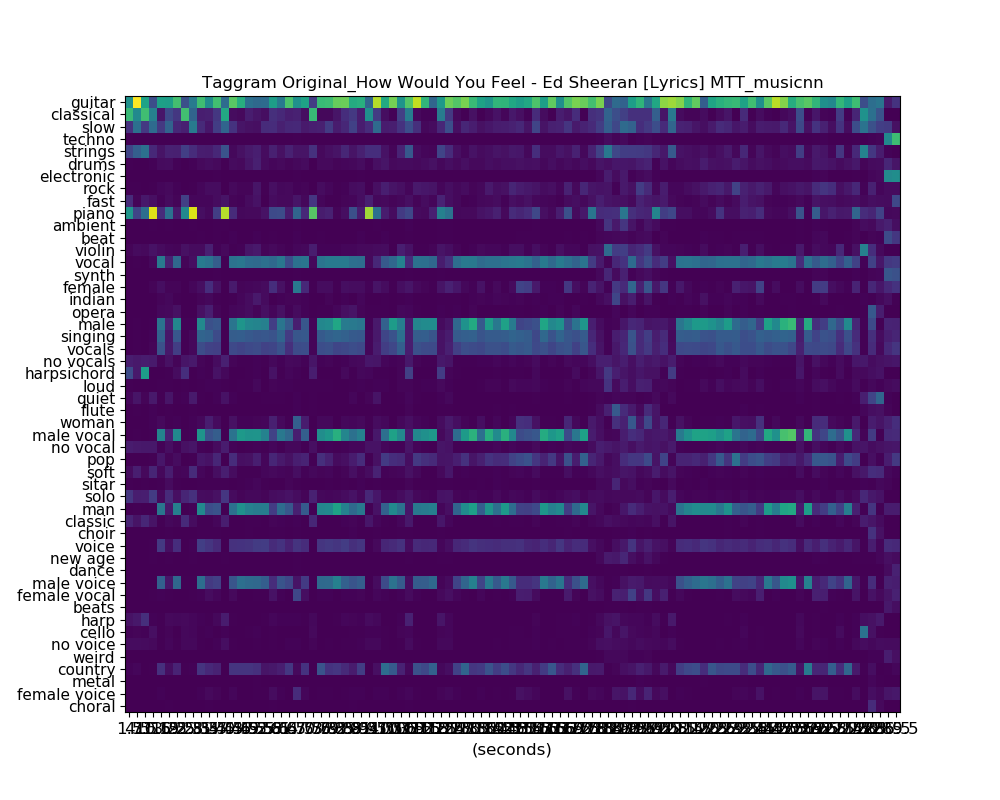 Taggram Original_How Would You Feel - Ed Sheeran [Lyrics] MTT_musicnn
guitar
classical
slow
techno
strings
drums
electronic
rock
fast
piano
ambient
beat
violin
vocal
synth
female
indian
opera
male
singing
vocals
no vocals
harpsichord
loud
quiet
flute
woman
male vocal
no vocal
pop
soft
sitar
solo
man
classic
choir
voice
new age
dance
male voice
female vocal
beats
harp
cello
no voice
weird
country
metal
female voice
choral
(seconds)